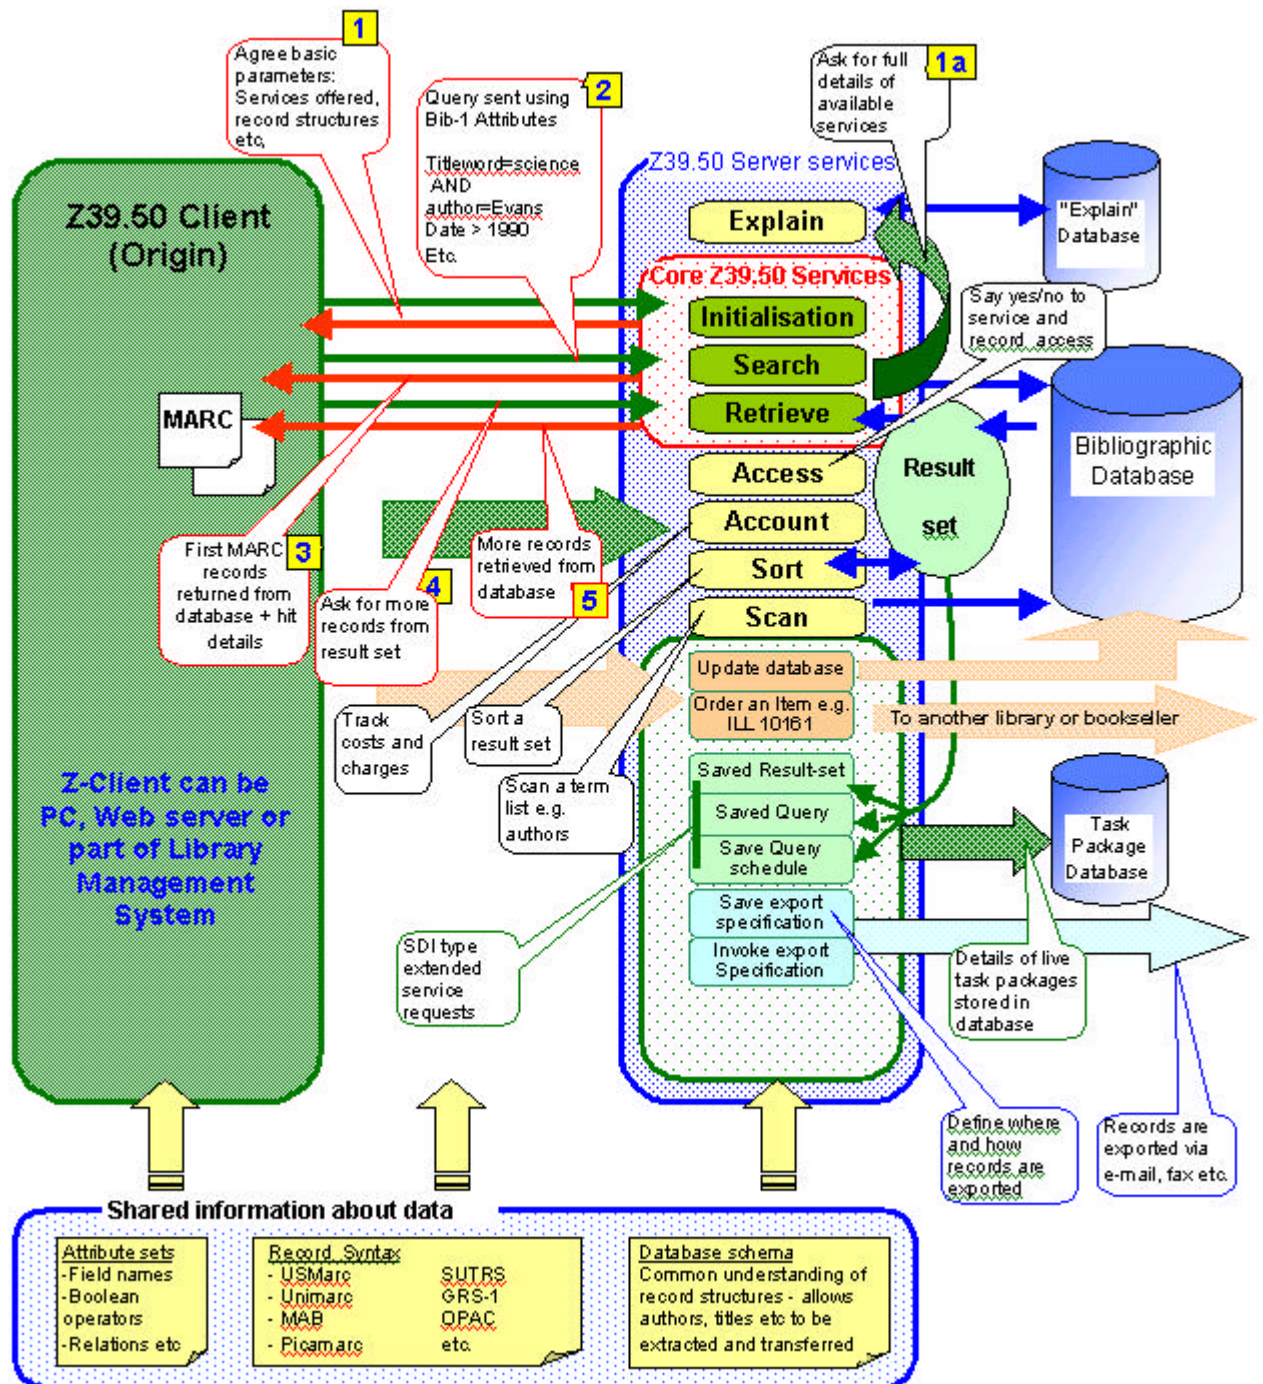 1
Agree basic
parameters:
Services offered,
record structures
etc,
2
Query sent using
Bib-1 Attributes
Titleword=science
AND
author=Evans
Date > 1990
Etc.
1a
Ask for full
details of
available
services
Z39.50 Client
(Origin)
Z39.50 Server services
Explain
"Explain"
Database
Core Z39.50 Services
Initialisation
Search
Retrieve
Say yes/no to
service and
record access
MARC
Access
Account
Sort
Scan
Result
set
Bibliographic
Database
First MARC
records
returned from
database + hit
details
3
Ask for more
records from
result set
4
More records
retrieved from
database
5
Update database
Order an Item e.g.
ILL 10161
To another library or bookseller
Track
costs and
charges
Sort a
result set
Scan a term
list e.g.
authors
Saved Result-set
Saved Query
Save Query
schedule
Save export
specification
Invoke export
Specification
Task
Package
Database
Z-Client can be
PC, Web server or
part of Library
Management
System
SDI type
extended
service
requests
Details of live
task packages
stored in
database
Define where
and how
records are
exported
Records are
exported via
e-mail, fax etc.
Shared information about data
Attribute sets
-Field names
-Boolean
operators
-Relations etc
Record Syntax
- USMarc SUTRS
- Unimarc GRS-1
- MAB OPAC
- Picamarc etc.
Database schema
Common understanding of
record structures - allows
authors, titles etc to be
extracted and transferred